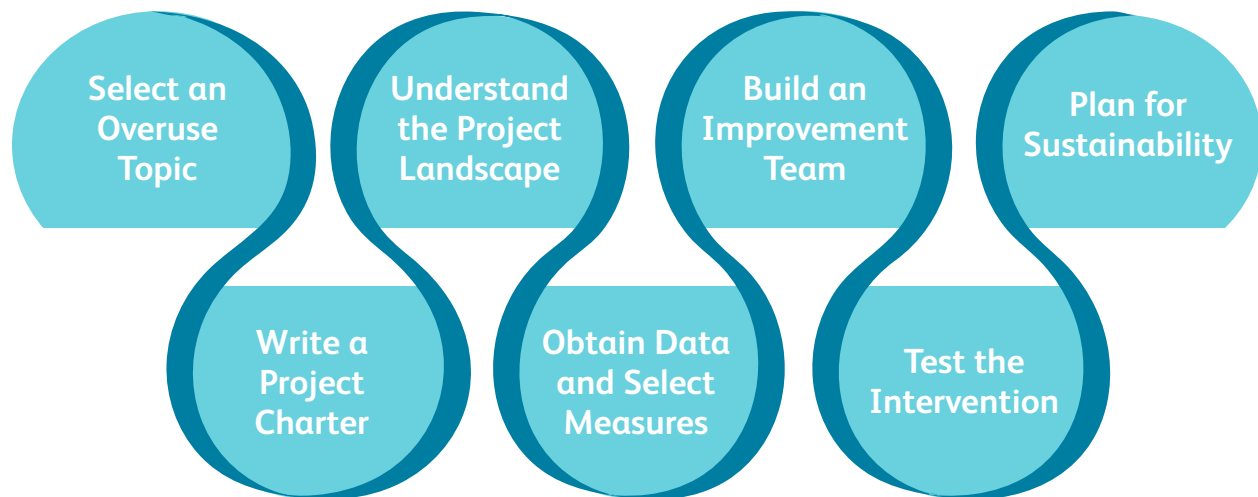 Select an
Overuse
Topic
Write a
Project
Charter
Understand
the Project
Landscape
Obtain Data
and Select
Measures
Build an
Improvement
Team
Test the
Intervention
Plan for
Sustainability